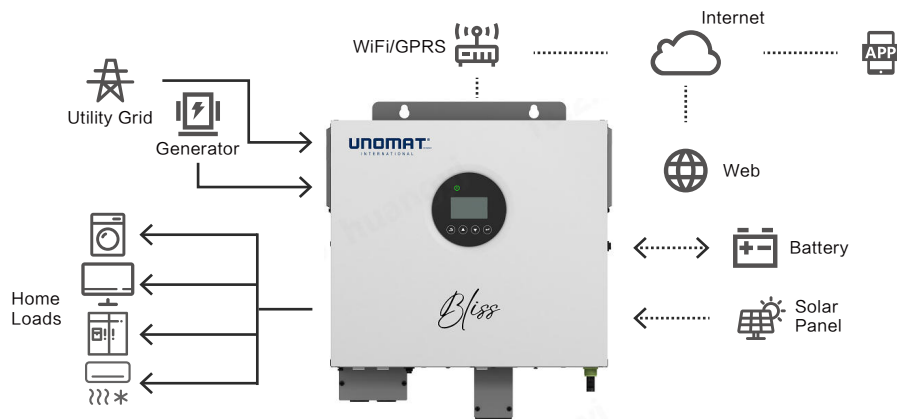 Internet
WiFi/GPRS
APP
Utility Grid
Generator
UNOMAT
INTERNATIONAL
Web
Battery
Home
Loads
Bliss
Solar
Panel